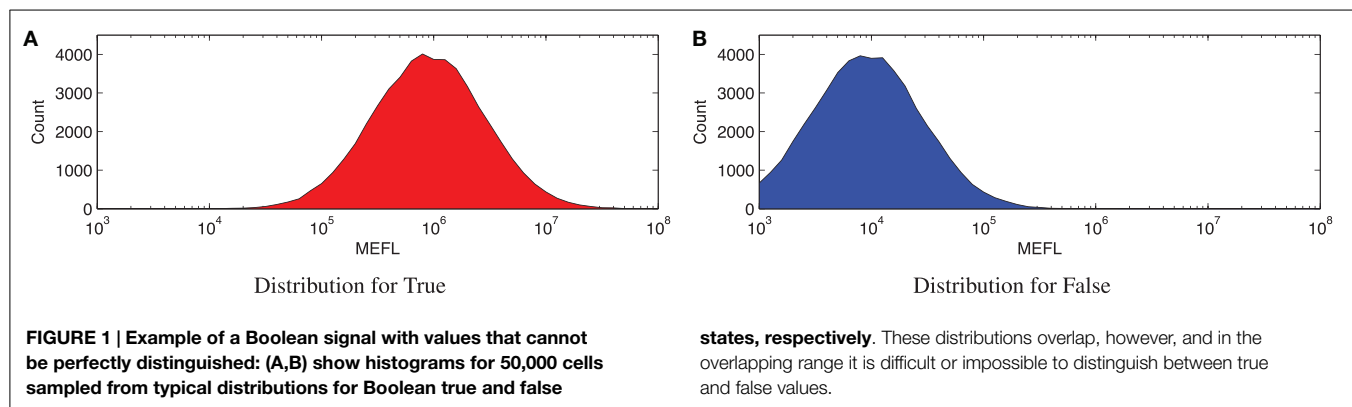 A
4000
3000
2000
1000
0
Count
10^3 10^4 10^5 10^6 10^7 10^8
MEFL
Distribution for True
B
4000
3000
2000
1000
0
Count
10^3 10^4 10^5 10^6 10^7 10^8
MEFL
Distribution for False
FIGURE 1 | Example of a Boolean signal with values that cannot
be perfectly distinguished: (A,B) show histograms for 50,000 cells
sampled from typical distributions for Boolean true and false
states, respectively. These distributions overlap, however, and in the
overlapping range it is difficult or impossible to distinguish between true
and false values.